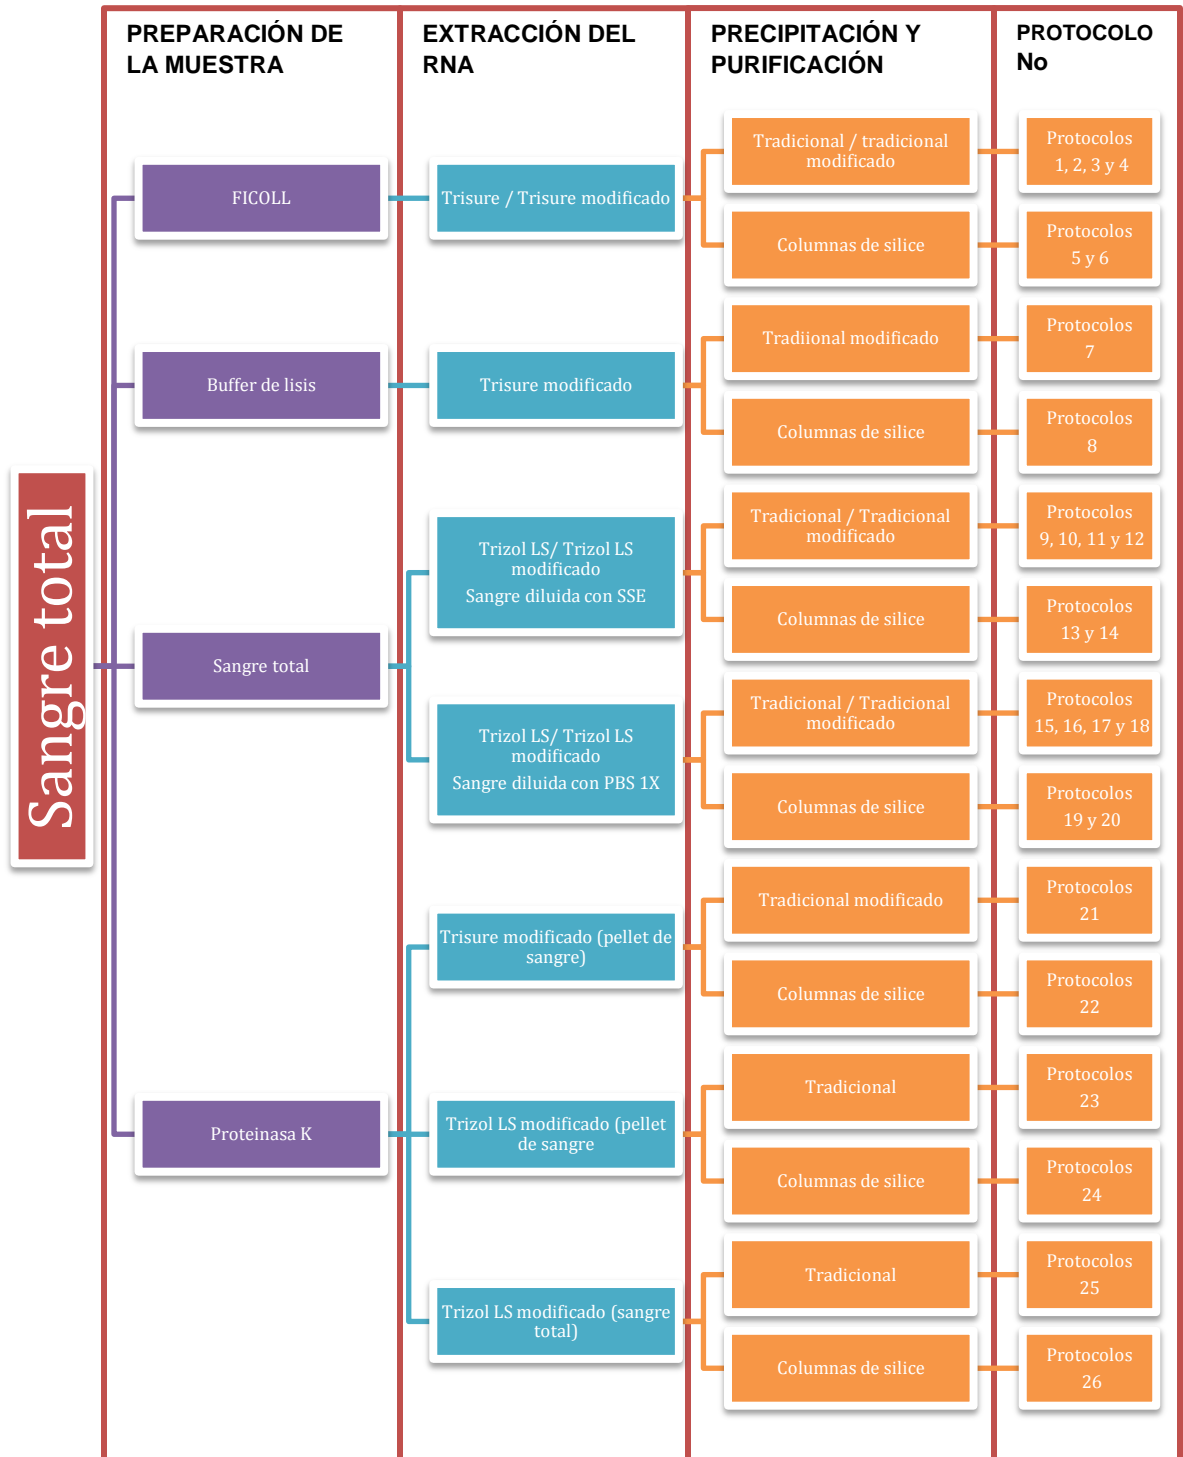 PREPARACIÓN DE
LA MUESTRA
EXTRACCIÓN DEL
RNA
PRECIPITACIÓN Y
PURIFICACIÓN
PROTOCOLO
No
Sangre total
FICOLL
Trisure / Trisure modificado
Tradicional / tradicional
modificado
Protocolos
1, 2, 3 y 4
Columnas de silice
Protocolos
5 y 6
Buffer de lisis
Trisure modificado
Tradiional modificado
Protocolos
7
Columnas de silice
Protocolos
8
Sangre total
Trizol LS/ Trizol LS
modificado
Sangre diluida con SSE
Tradicional / Tradicional
modificado
Protocolos
9, 10, 11 y 12
Columnas de silice
Protocolos
13 y 14
Trizol LS/ Trizol LS
modificado
Sangre diluida con PBS 1X
Tradicional / Tradicional
modificado
Protocolos
15, 16, 17 y 18
Columnas de silice
Protocolos
19 y 20
Proteinasa K
Trisure modificado (pellet de
sangre)
Tradicional modificado
Protocolos
21
Columnas de silice
Protocolos
22
Trizol LS modificado (pellet
de sangre
Tradicional
Protocolos
23
Columnas de silice
Protocolos
24
Trizol LS modificado (sangre
total)
Tradicional
Protocolos
25
Columnas de silice
Protocolos
26